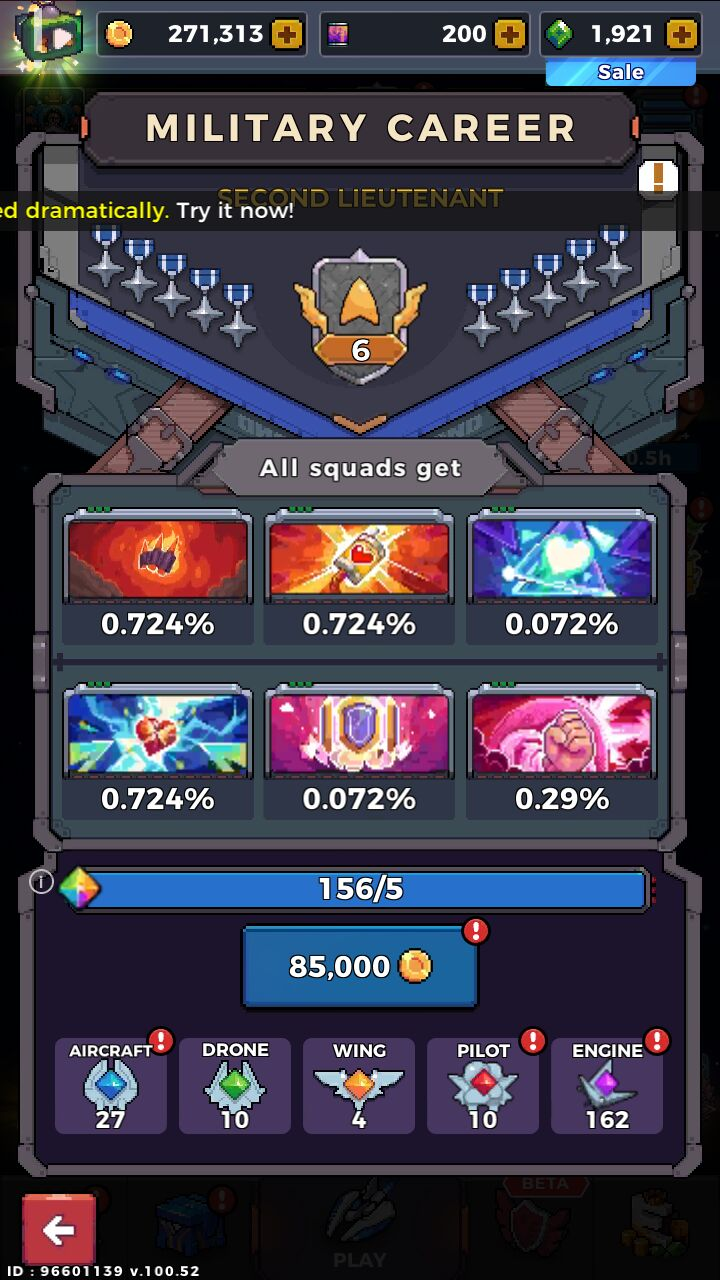 271,313
200
1,921
Sale
MILITARY CAREER
SECOND LIEUTENANT
ed dramatically. Try it now!
6
All squads get
0.5h
0.724%
0.724%
0.072%
0.724%
0.072%
0.29%
156/5
85,000
AIRCRAFT
DRONE
WING
PILOT
ENGINE
27
10
4
10
162
BETA
PLAY
ID : 96601139 v.100.52